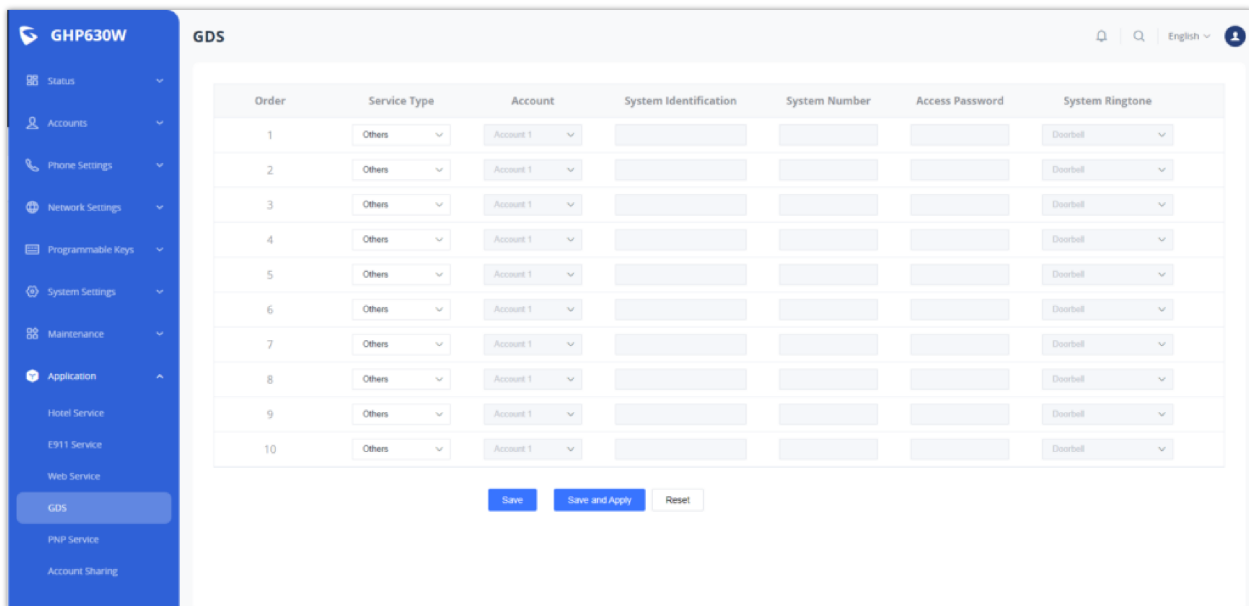 GHP630W
GDS
English
Status
Accounts
Phone Settings
Network Settings
Programmable Keys
System Settings
Maintenance
Application
Hotel Service
E911 Service
Web Service
GDS
PNP Service
Account Sharing
Order Service Type Account System Identification System Number Access Password System Ringtone
1 Others Account 1 Doorbell
2 Others Account 1 Doorbell
3 Others Account 1 Doorbell
4 Others Account 1 Doorbell
5 Others Account 1 Doorbell
6 Others Account 1 Doorbell
7 Others Account 1 Doorbell
8 Others Account 1 Doorbell
9 Others Account 1 Doorbell
10 Others Account 1 Doorbell
Save Save and Apply Reset